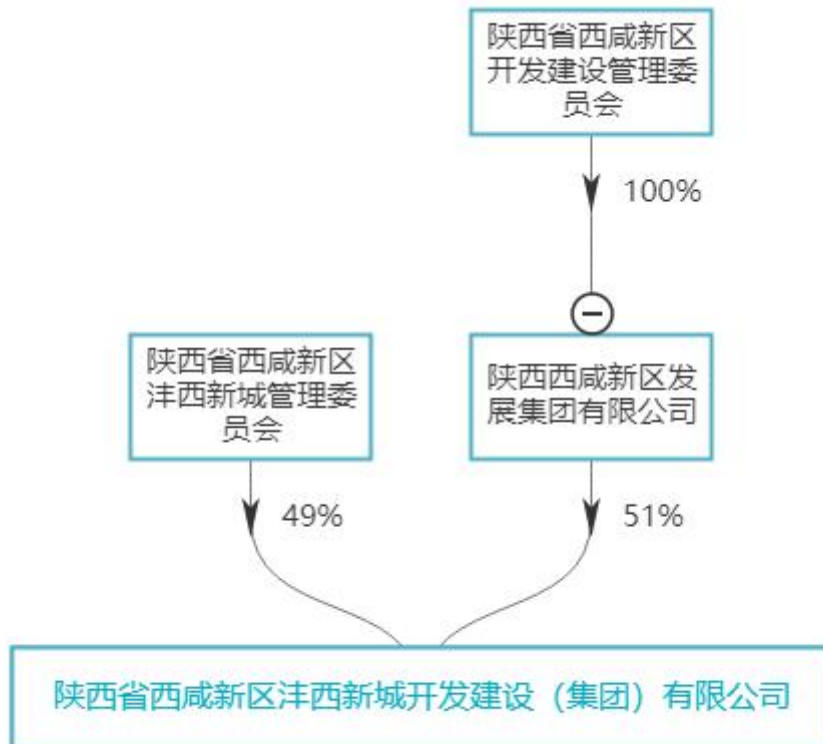 陕西省西咸新区
开发建设管理委
员会
100%
陕西省西咸新区
沣西新城管理委
员会
陕西西咸新区发
展集团有限公司
49%
51%
陕西省西咸新区沣西新城开发建设（集团）有限公司